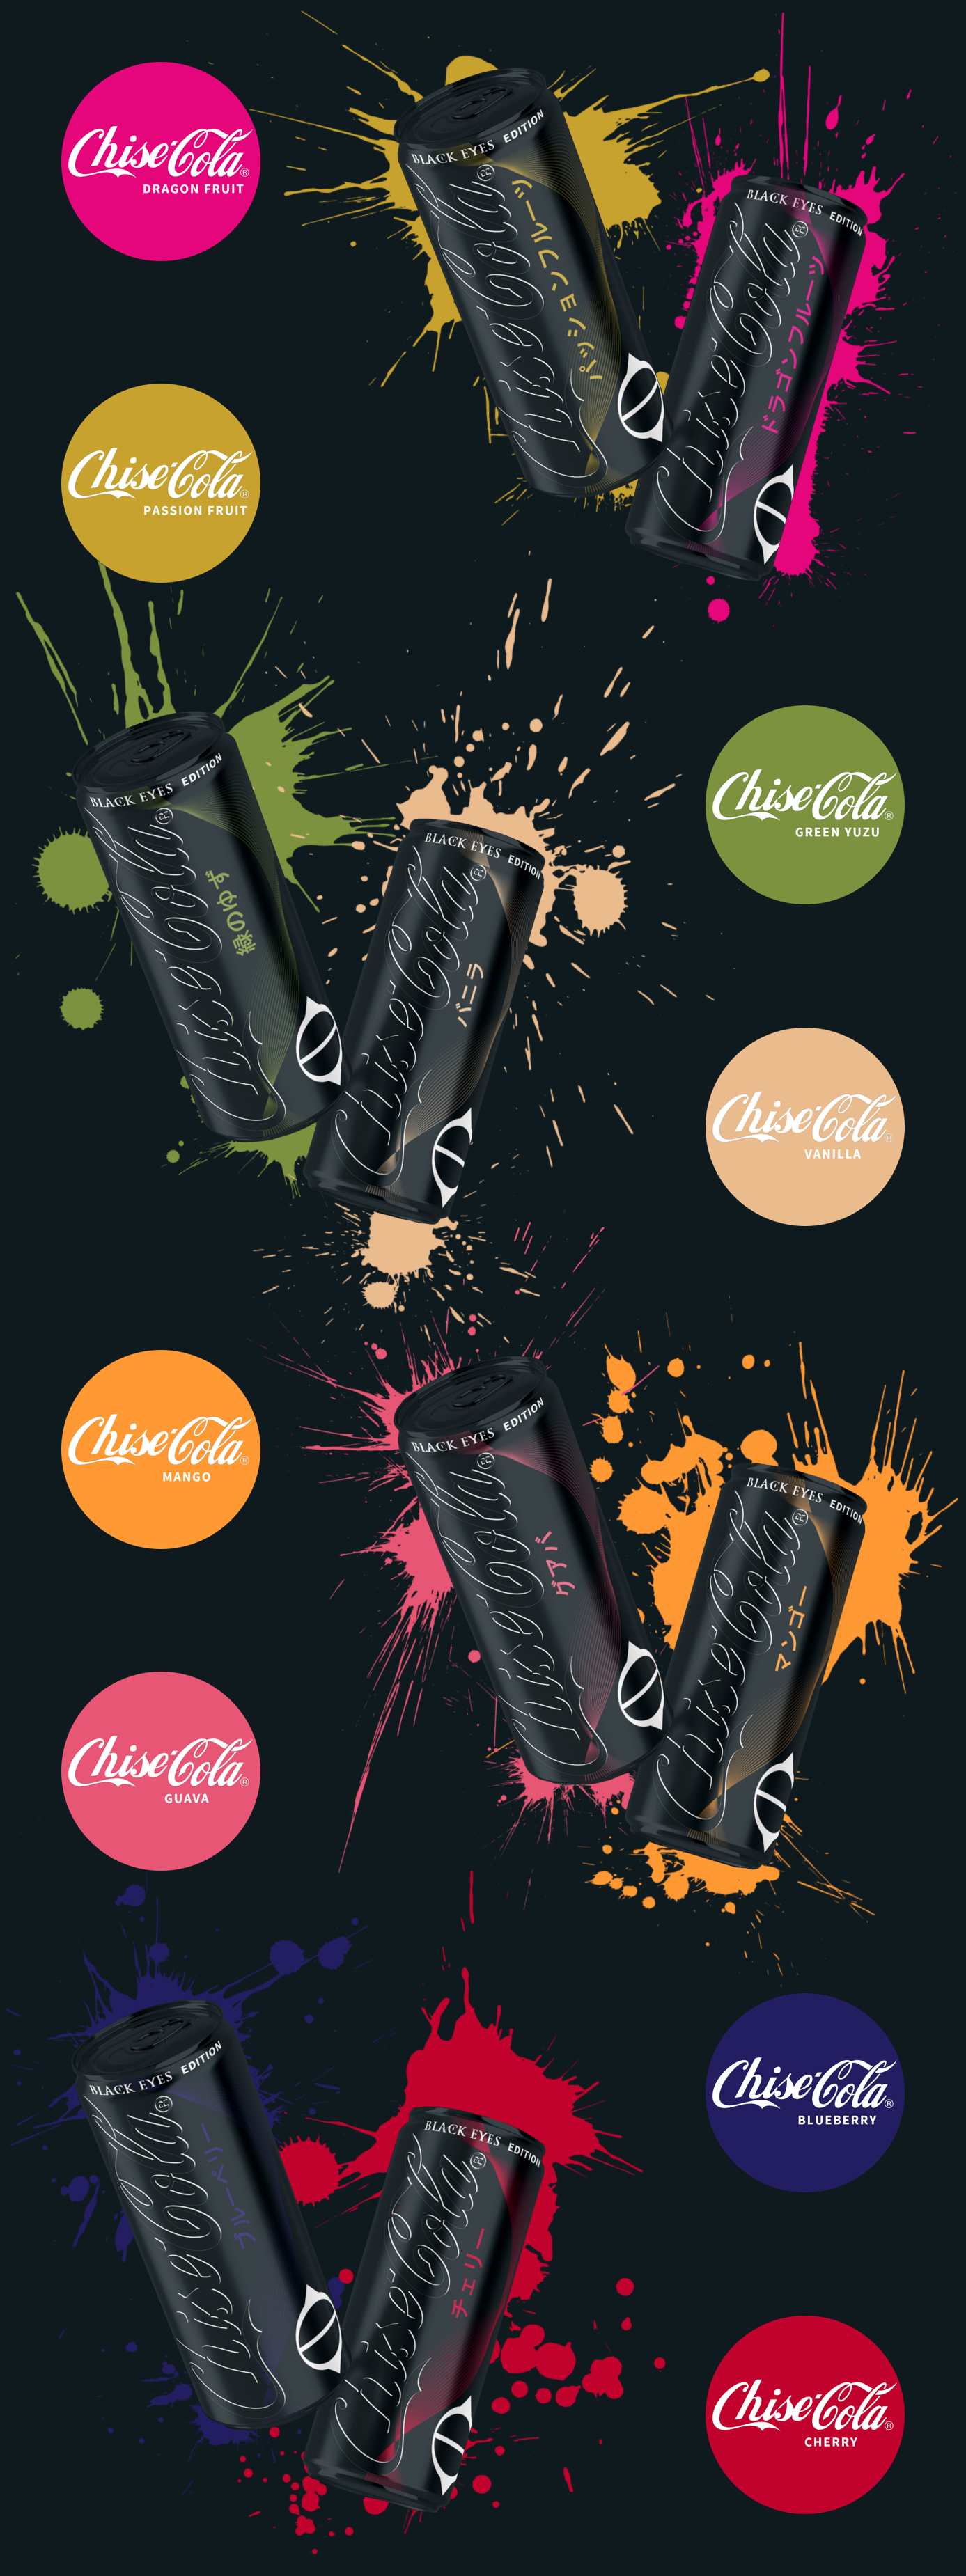 Chise-Cola®
DRAGON FRUIT
BLACK EYES EDITION
Chise-Cola®
パッションフルーツ
BLACK EYES EDITION
Chise-Cola®
ドラゴンフルーツ
Chise-Cola®
PASSION FRUIT
BLACK EYES EDITION
Chise-Cola®
緑のゆず
BLACK EYES EDITION
Chise-Cola®
バニラ
Chise-Cola®
GREEN YUZU
Chise-Cola®
VANILLA
Chise-Cola®
MANGO
BLACK EYES EDITION
Chise-Cola®
グアバ
BLACK EYES EDITION
Chise-Cola®
マンゴー
Chise-Cola®
GUAVA
BLACK EYES EDITION
Chise-Cola®
ブルーベリー
BLACK EYES EDITION
Chise-Cola®
チェリー
Chise-Cola®
BLUEBERRY
Chise-Cola®
CHERRY